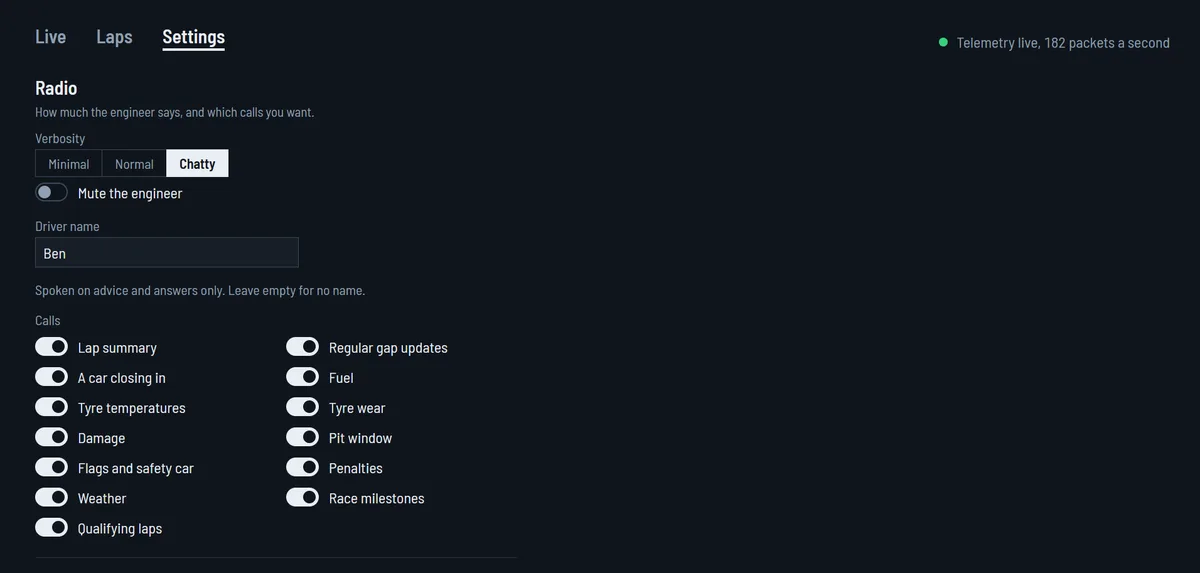 Live Laps Settings
Telemetry live, 182 packets a second
Radio
How much the engineer says, and which calls you want.
Verbosity
Minimal Normal Chatty
Mute the engineer
Driver name
Ben
Spoken on advice and answers only. Leave empty for no name.
Calls
Lap summary Regular gap updates
A car closing in Fuel
Tyre temperatures Tyre wear
Damage Pit window
Flags and safety car Penalties
Weather Race milestones
Qualifying laps